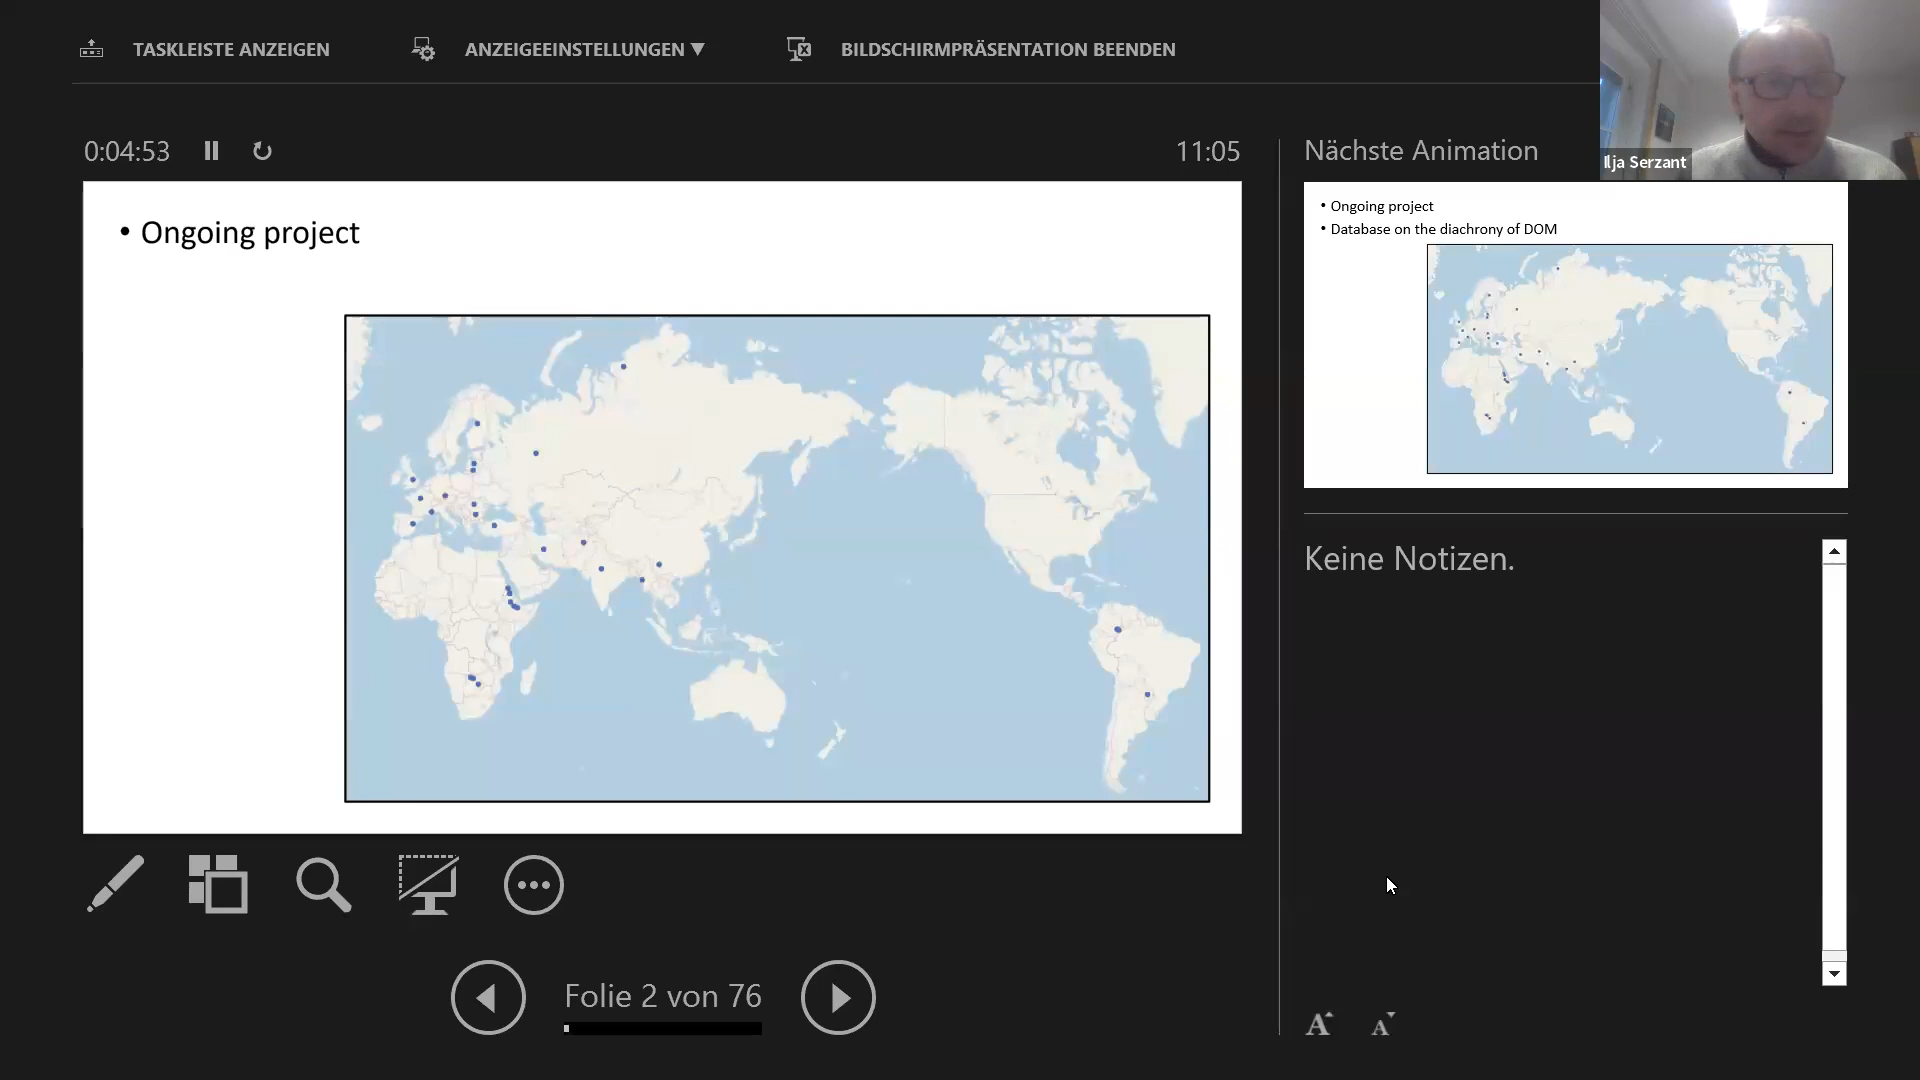 TASKLEISTE ANZEIGEN
ANZEIGEEINSTELLUNGEN ▼
BILDSCHIRMPRÄSENTATION BEENDEN
0:04:53
11:05
Nächste Animation
Ilja Serzant
• Ongoing project
• Ongoing project
• Database on the diachrony of DOM
Keine Notizen.
Folie 2 von 76
A
A